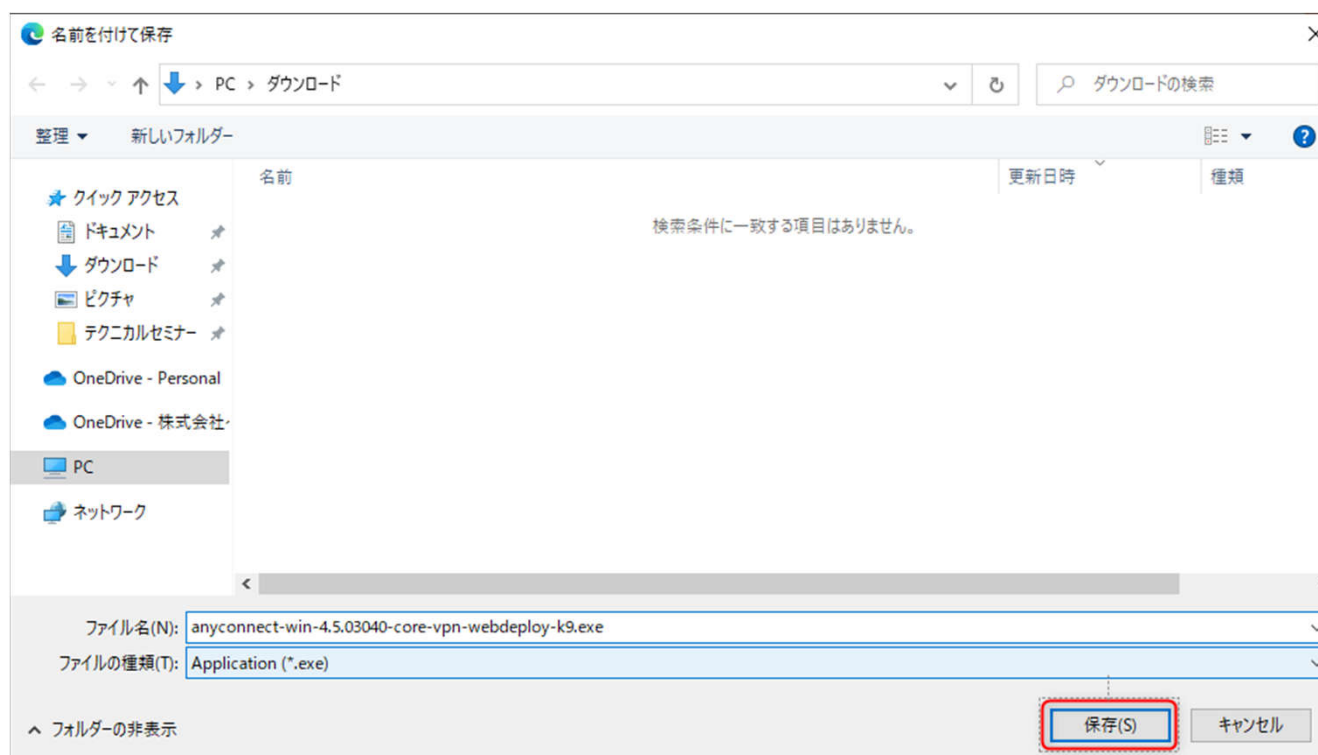 名前を付けて保存
PC › ダウンロード
ダウンロードの検索
整理 新しいフォルダー
名前 更新日時 種類
検索条件に一致する項目はありません。
クイック アクセス
ドキュメント
ダウンロード
ピクチャ
テクニカルセミナー
OneDrive - Personal
OneDrive - 株式会社
PC
ネットワーク
ファイル名(N): anyconnect-win-4.5.03040-core-vpn-webdeploy-k9.exe
ファイルの種類(T): Application (*.exe)
フォルダーの非表示 保存(S) キャンセル